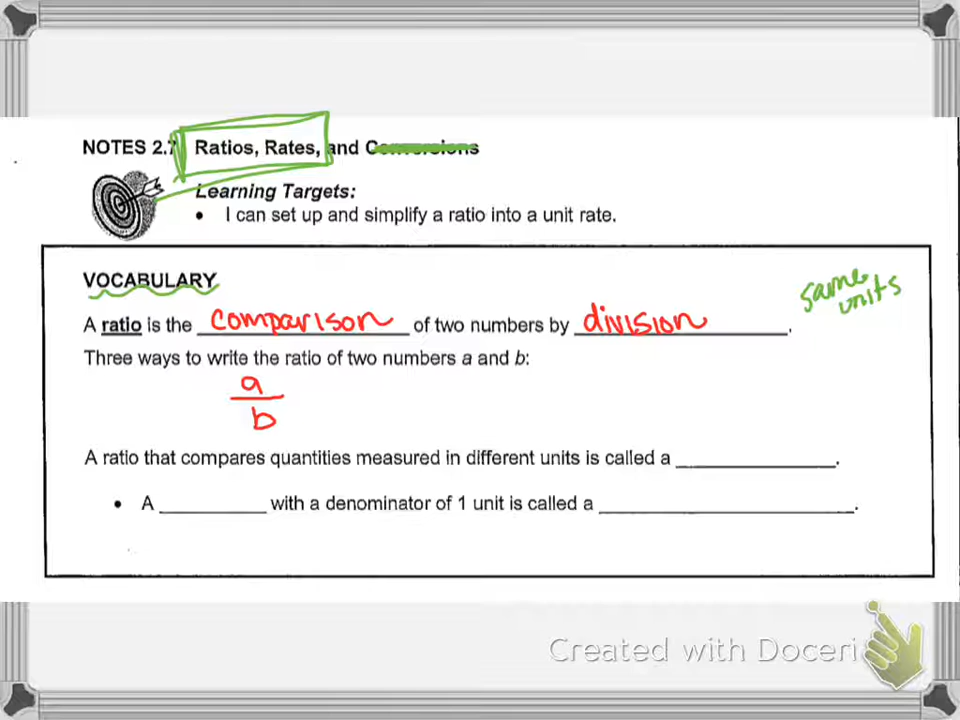 NOTES 2.7 Ratios, Rates, and Conversions
Learning Targets:
• I can set up and simplify a ratio into a unit rate.
VOCABULARY
same units
A ratio is the comparison of two numbers by division.
Three ways to write the ratio of two numbers a and b:
a
b
A ratio that compares quantities measured in different units is called a ____________.
• A ________ with a denominator of 1 unit is called a ____________________.
Created with Doceri